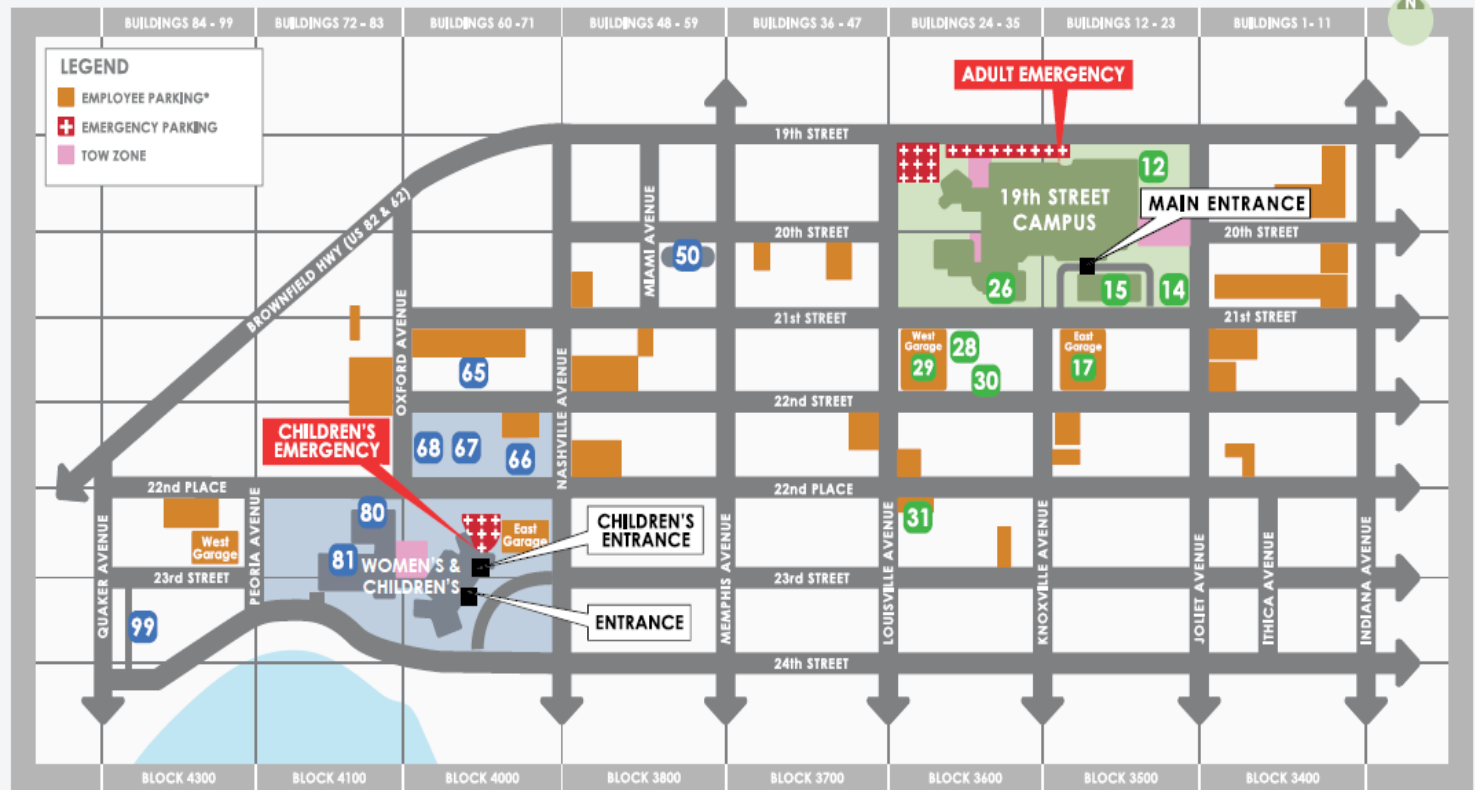 N
BUILDINGS 84 - 99
BUILDINGS 72 - 83
BUILDINGS 60 -71
BUILDINGS 48 - 59
BUILDINGS 36 - 47
BUILDINGS 24 - 35
BUILDINGS 12 - 23
BUILDINGS 1 - 11
LEGEND
EMPLOYEE PARKING*
EMERGENCY PARKING
TOW ZONE
ADULT EMERGENCY
19th STREET
12
19th STREET
CAMPUS
MAIN ENTRANCE
BROWNFIELD HWY (US 82 & 62)
MIAMI AVENUE
20th STREET
20th STREET
50
26
15
14
21st STREET
21st STREET
OXFORD AVENUE
NASHVILLE AVENUE
65
West
Garage
29
28
30
East
Garage
17
22nd STREET
CHILDREN'S
EMERGENCY
68
67
66
22nd PLACE
22nd PLACE
QUAKER AVENUE
PEORIA AVENUE
West
Garage
80
81
WOMEN'S &
CHILDREN'S
East
Garage
CHILDREN'S
ENTRANCE
31
MEMPHIS AVENUE
LOUISVILLE AVENUE
KNOXVILLE AVENUE
JOLIET AVENUE
ITHICA AVENUE
INDIANA AVENUE
23rd STREET
23rd STREET
99
ENTRANCE
24th STREET
BLOCK 4300
BLOCK 4100
BLOCK 4000
BLOCK 3800
BLOCK 3700
BLOCK 3600
BLOCK 3500
BLOCK 3400